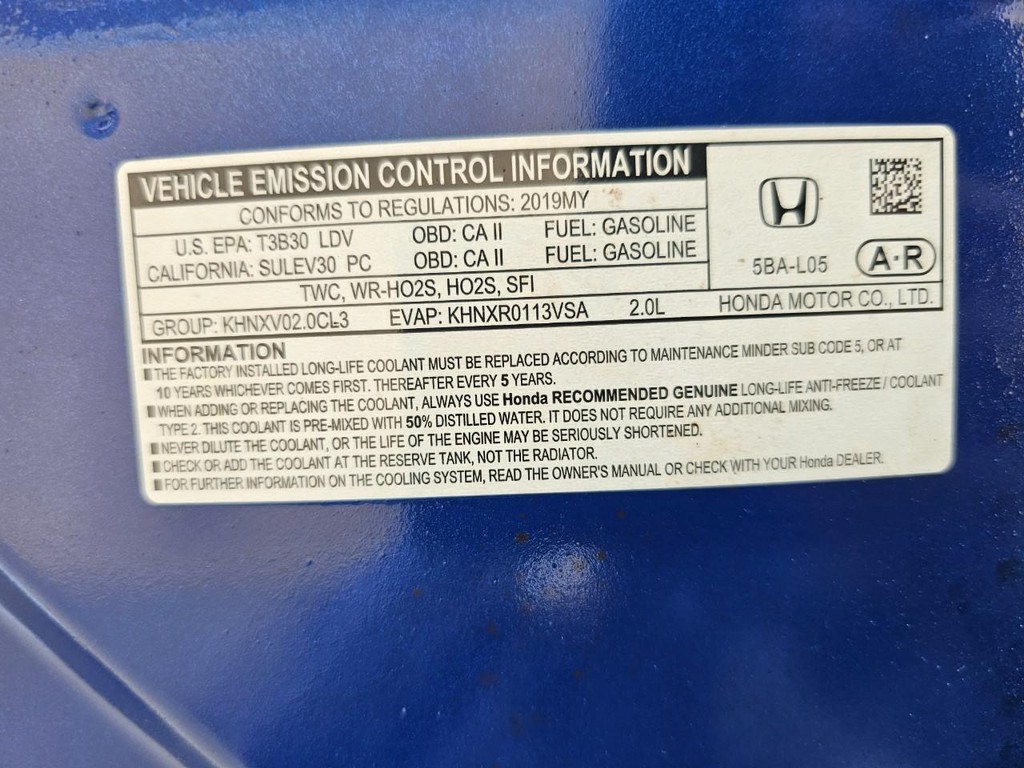 VEHICLE EMISSION CONTROL INFORMATION
CONFORMS TO REGULATIONS: 2019MY
U.S. EPA: T3B30 LDV OBD: CA II FUEL: GASOLINE
CALIFORNIA: SULEV30 PC OBD: CA II FUEL: GASOLINE
TWC, WR-HO2S, HO2S, SFI
GROUP: KHNXV02.0CL3 EVAP: KHNXR0113VSA 2.0L
5BA-L05
A·R
HONDA MOTOR CO., LTD.
INFORMATION
THE FACTORY INSTALLED LONG-LIFE COOLANT MUST BE REPLACED ACCORDING TO MAINTENANCE MINDER SUB CODE 5, OR AT
10 YEARS WHICHEVER COMES FIRST. THEREAFTER EVERY 5 YEARS.
WHEN ADDING OR REPLACING THE COOLANT, ALWAYS USE Honda RECOMMENDED GENUINE LONG-LIFE ANTI-FREEZE / COOLANT
TYPE 2. THIS COOLANT IS PRE-MIXED WITH 50% DISTILLED WATER. IT DOES NOT REQUIRE ANY ADDITIONAL MIXING.
NEVER DILUTE THE COOLANT, OR THE LIFE OF THE ENGINE MAY BE SERIOUSLY SHORTENED.
CHECK OR ADD THE COOLANT AT THE RESERVE TANK, NOT THE RADIATOR.
FOR FURTHER INFORMATION ON THE COOLING SYSTEM, READ THE OWNER'S MANUAL OR CHECK WITH YOUR Honda DEALER.